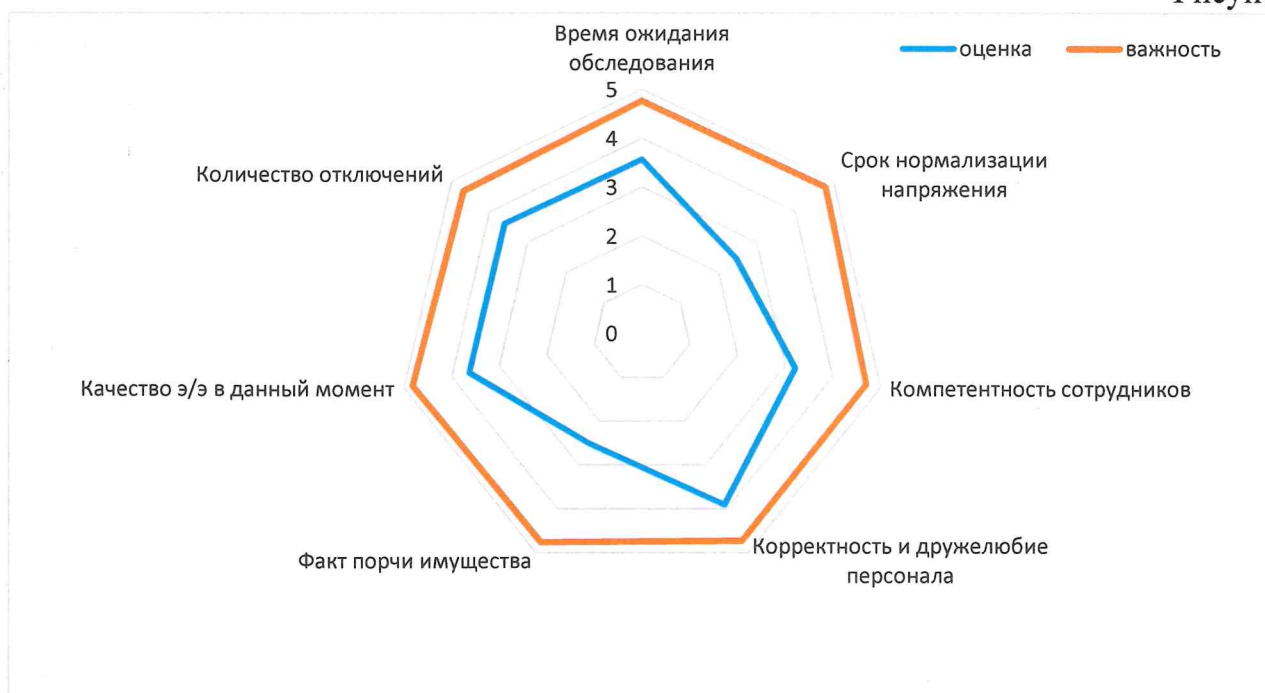 Время ожидания
обследования
оценка
важность
5
4
3
2
1
0
Срок нормализации
напряжения
Компетентность сотрудников
Корректность и дружелюбие
персонала
Факт порчи имущества
Качество э/э в данный момент
Количество отключений